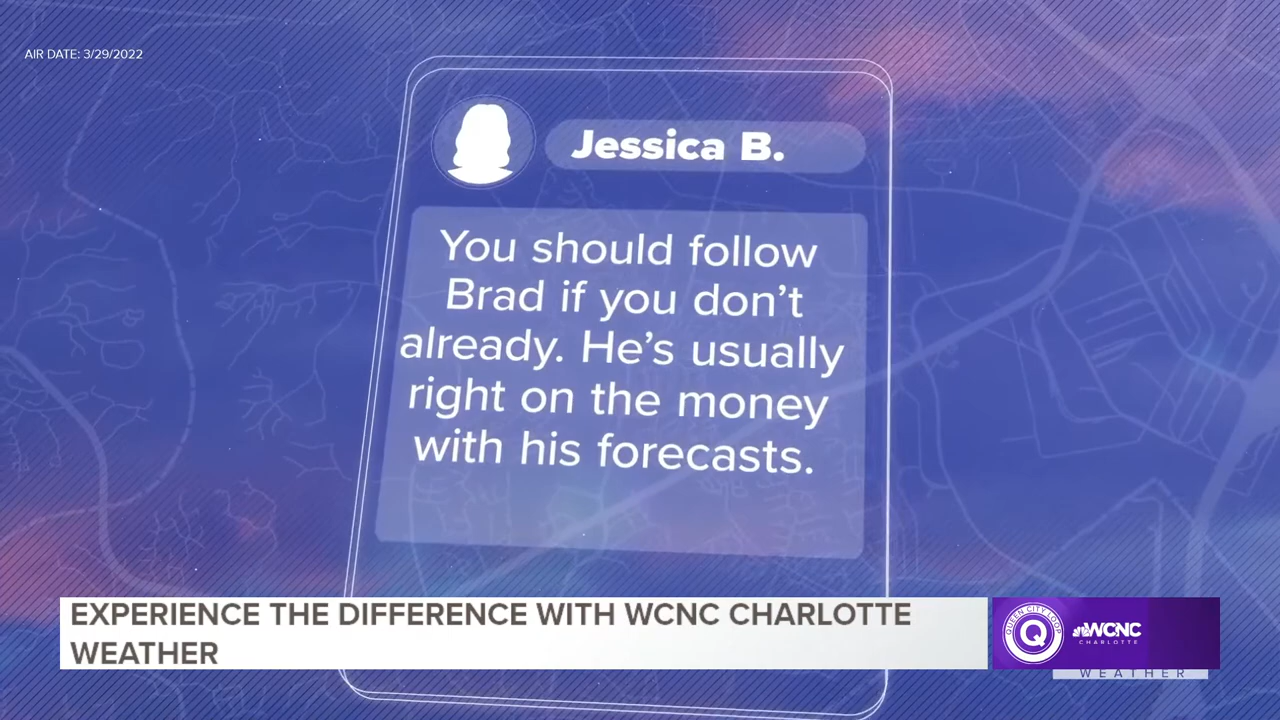 AIR DATE: 3/29/2022
Jessica B.
You should follow
Brad if you don't
already. He's usually
right on the money
with his forecasts.
EXPERIENCE THE DIFFERENCE WITH WCNC CHARLOTTE
WEATHER
QUEEN CITY LOOP
Q
WCNC
CHARLOTTE
WEATHER